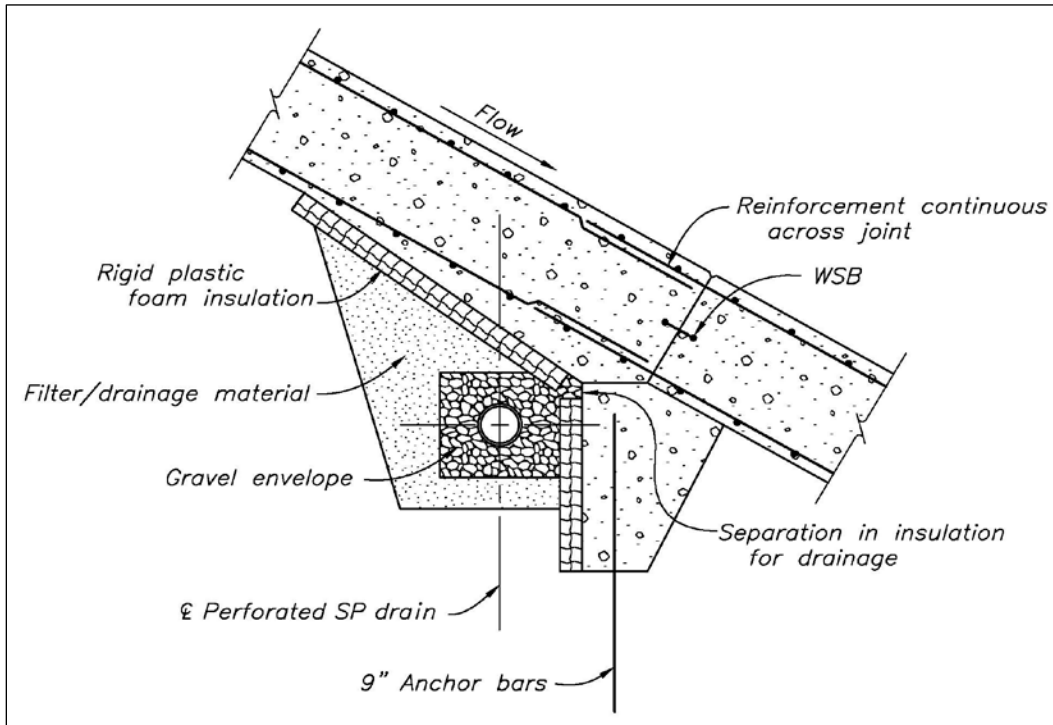 Flow
Reinforcement continuous
across joint
WSB
Rigid plastic
foam insulation
Filter/drainage material
Gravel envelope
Separation in insulation
for drainage
℄ Perforated SP drain
9” Anchor bars